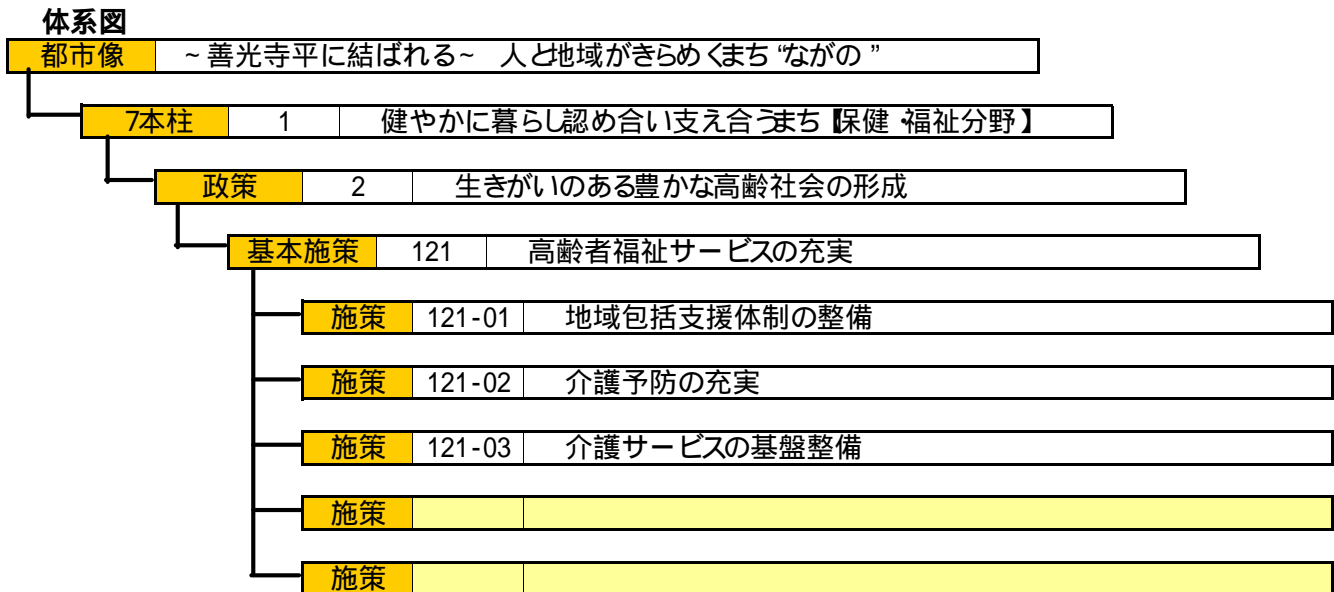 体系図
都市像 ~善光寺平に結ばれる~ 人と地域がきらめくまち “ながの”
7本柱 1 健やかに暮らし認め合い支え合うまち【保健・福祉分野】
政策 2 生きがいのある豊かな高齢社会の形成
基本施策 121 高齢者福祉サービスの充実
施策 121-01 地域包括支援体制の整備
施策 121-02 介護予防の充実
施策 121-03 介護サービスの基盤整備
施策
施策